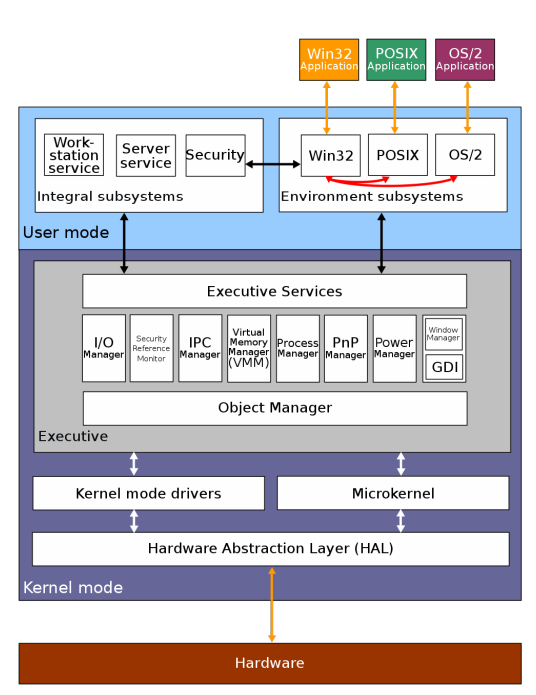 Win32
Application
POSIX
Application
OS/2
Application
Work-
station
service
Server
service
Security
Integral subsystems
Win32
POSIX
OS/2
Environment subsystems
User mode
Executive Services
I/O
Manager
Security
Reference
Monitor
IPC
Manager
Virtual
Memory
Manager
(VMM)
Process
Manager
PnP
Manager
Power
Manager
Window
Manager
GDI
Object Manager
Executive
Kernel mode drivers
Microkernel
Hardware Abstraction Layer (HAL)
Kernel mode
Hardware